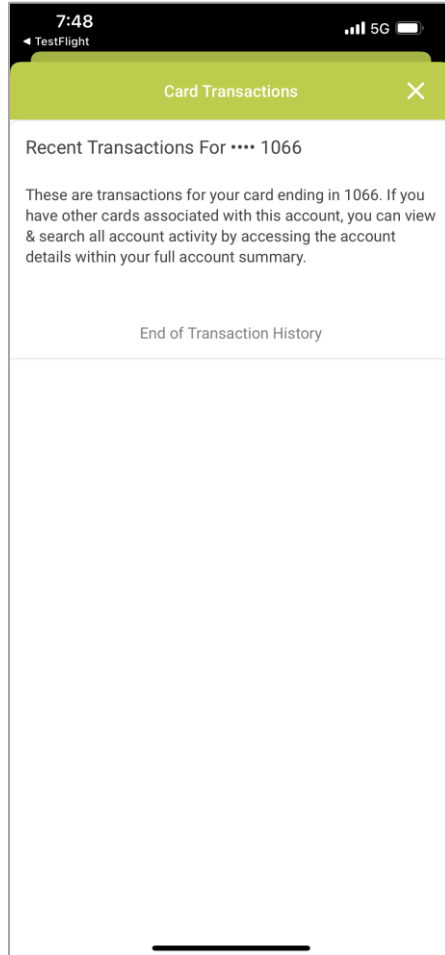 7:48
5G
◄ TestFlight
Card Transactions
Recent Transactions For •••• 1066
These are transactions for your card ending in 1066. If you
have other cards associated with this account, you can view
& search all account activity by accessing the account
details within your full account summary.
End of Transaction History